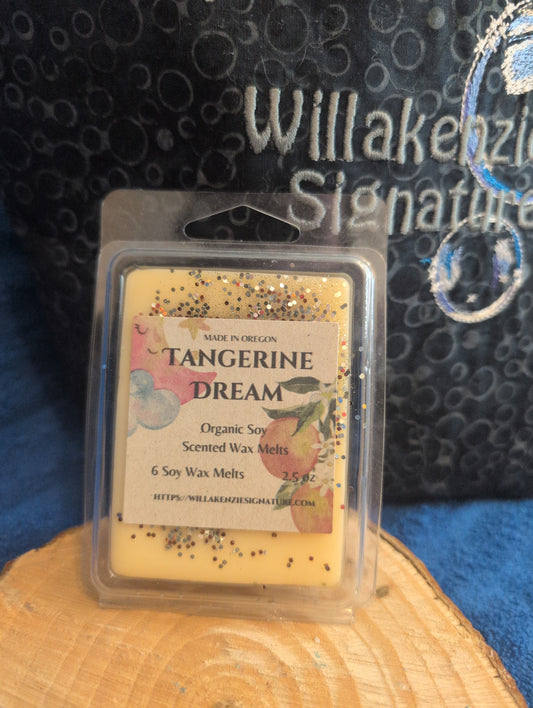 Willakenzie
Signature
MADE IN OREGON
TANGERINE
DREAM
Organic Soy
Scented Wax Melts
6 Soy Wax Melts 2.5 oz
HTTPS//WILLAKENZIESIGNATURE.COM